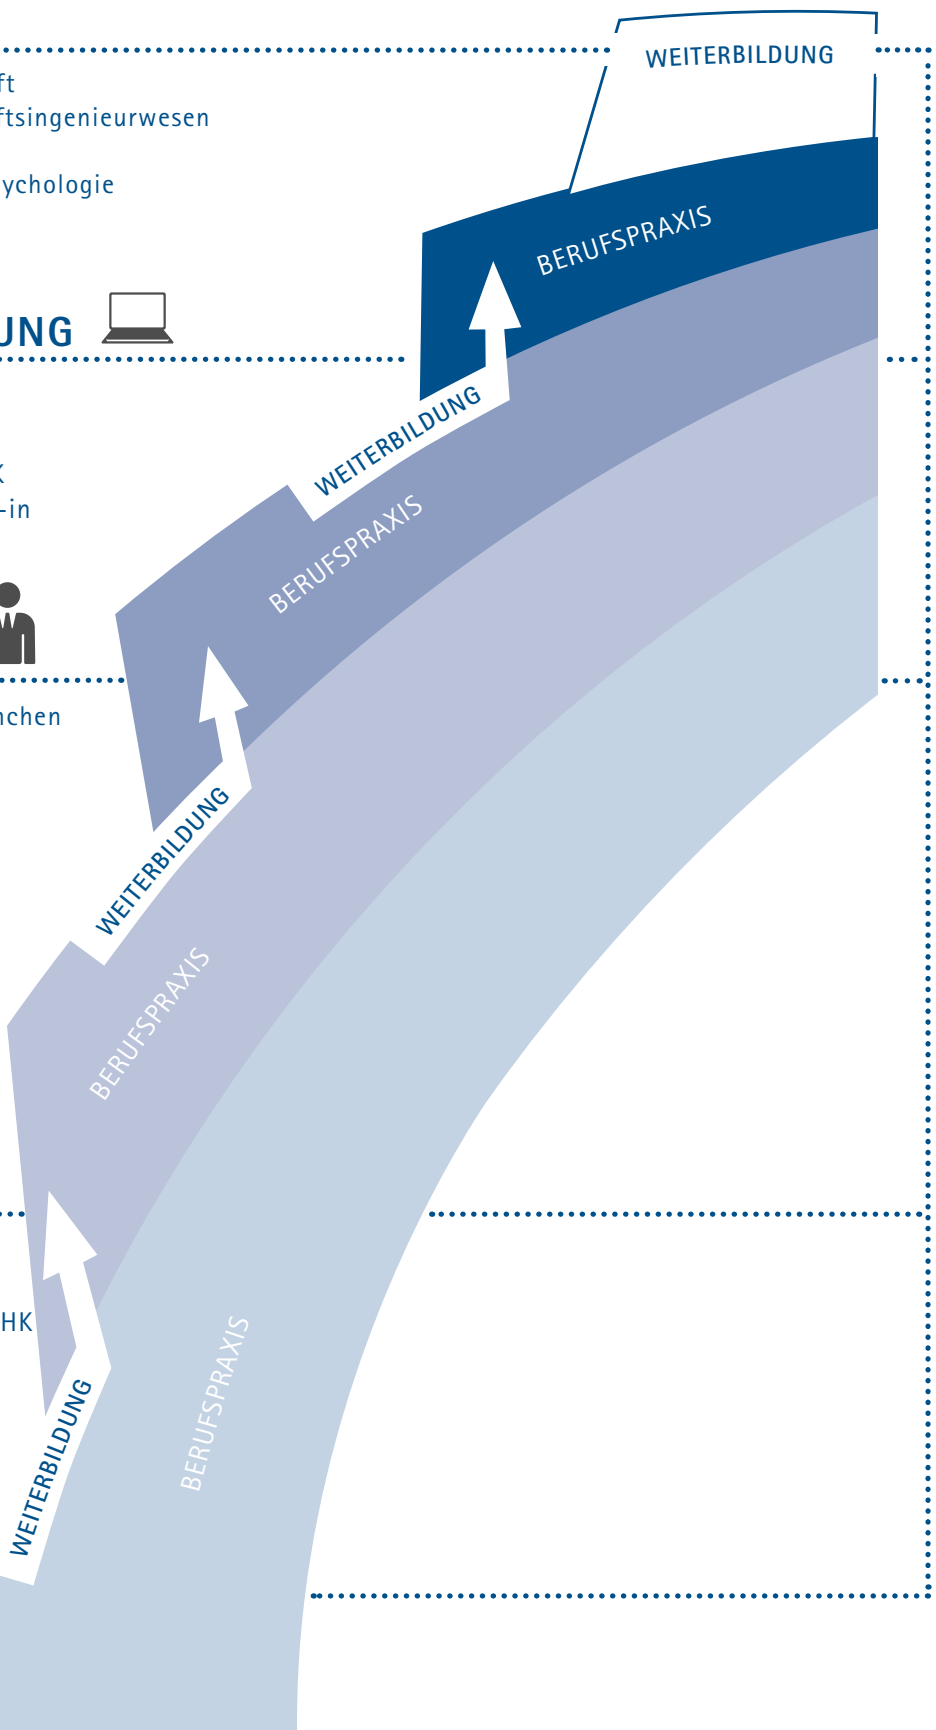 WEITERBILDUNG
ft
ftsingenieurwesen
ychologie
BERUFSPRAXIS
UNG
WEITERBILDUNG
K
-in
BERUFSPRAXIS
nchen
WEITERBILDUNG
BERUFSPRAXIS
HK
BERUFSPRAXIS
WEITERBILDUNG